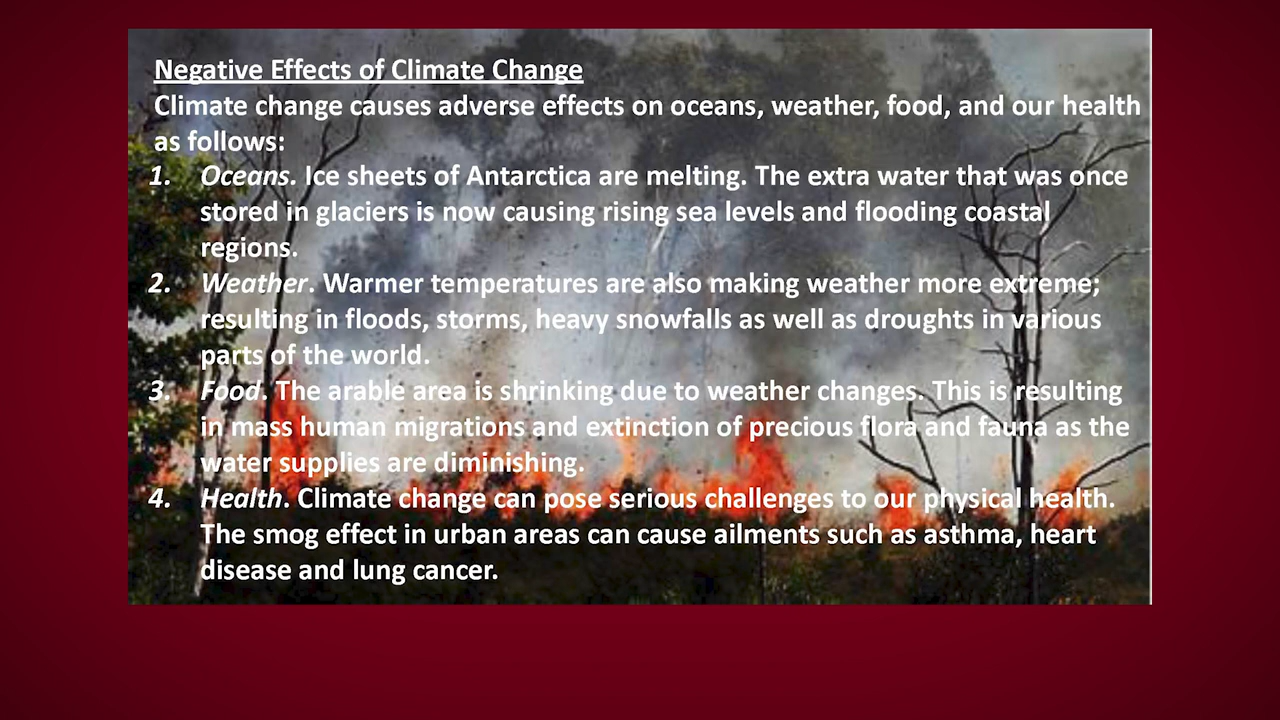 Negative Effects of Climate Change
Climate change causes adverse effects on oceans, weather, food, and our health
as follows:
1. Oceans. Ice sheets of Antarctica are melting. The extra water that was once
stored in glaciers is now causing rising sea levels and flooding coastal
regions.
2. Weather. Warmer temperatures are also making weather more extreme;
resulting in floods, storms, heavy snowfalls as well as droughts in various
parts of the world.
3. Food. The arable area is shrinking due to weather changes. This is resulting
in mass human migrations and extinction of precious flora and fauna as the
water supplies are diminishing.
4. Health. Climate change can pose serious challenges to our physical health.
The smog effect in urban areas can cause ailments such as asthma, heart
disease and lung cancer.